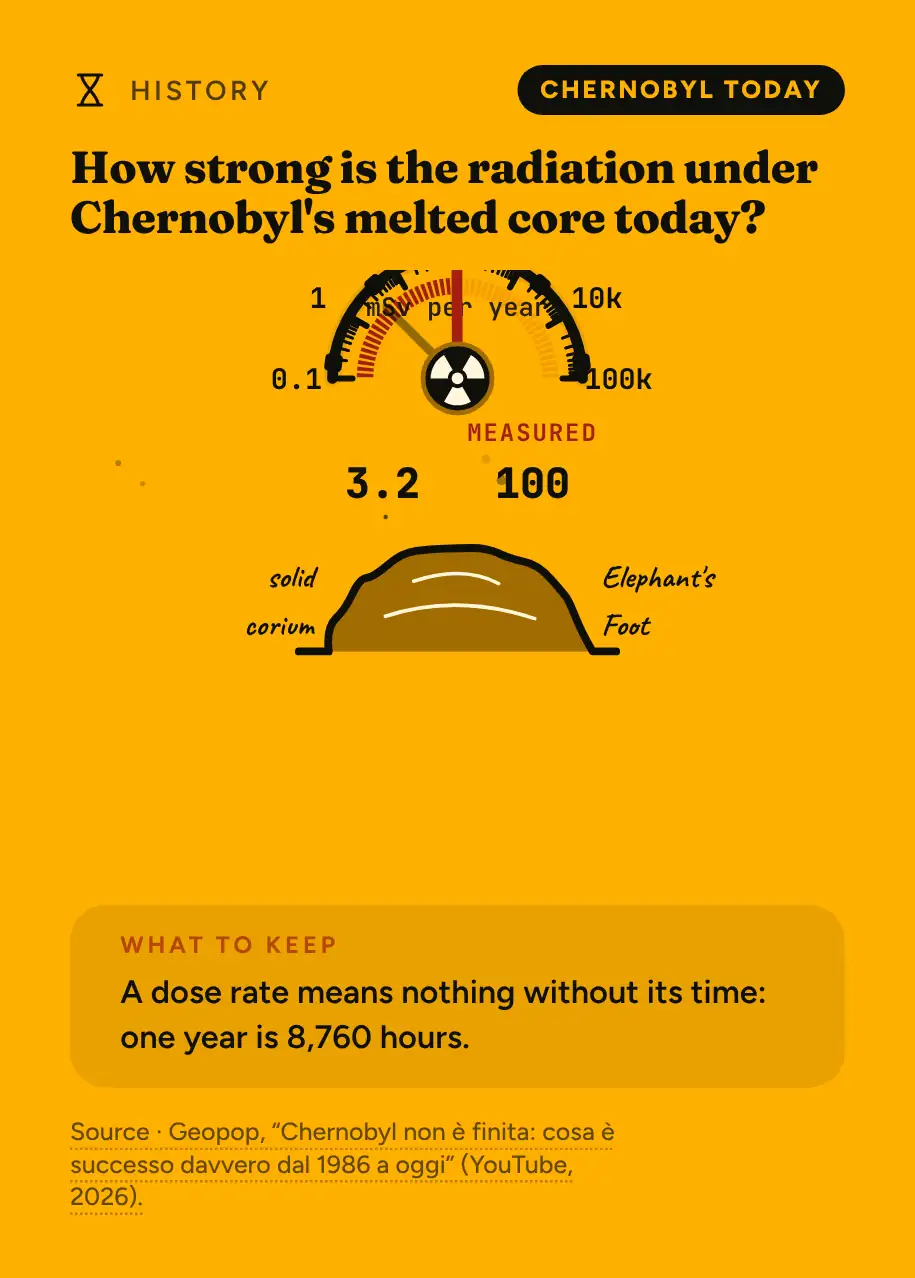 HISTORY
CHERNOBYL TODAY
How strong is the radiation under
Chernobyl's melted core today?
1
10k
mSv per year
0.1
100k
MEASURED
3.2
100
solid
corium
Elephant's
Foot
WHAT TO KEEP
A dose rate means nothing without its time:
one year is 8,760 hours.
Source · Geopop, “Chernobyl non è finita: cosa è
successo davvero dal 1986 a oggi” (YouTube,
2026).